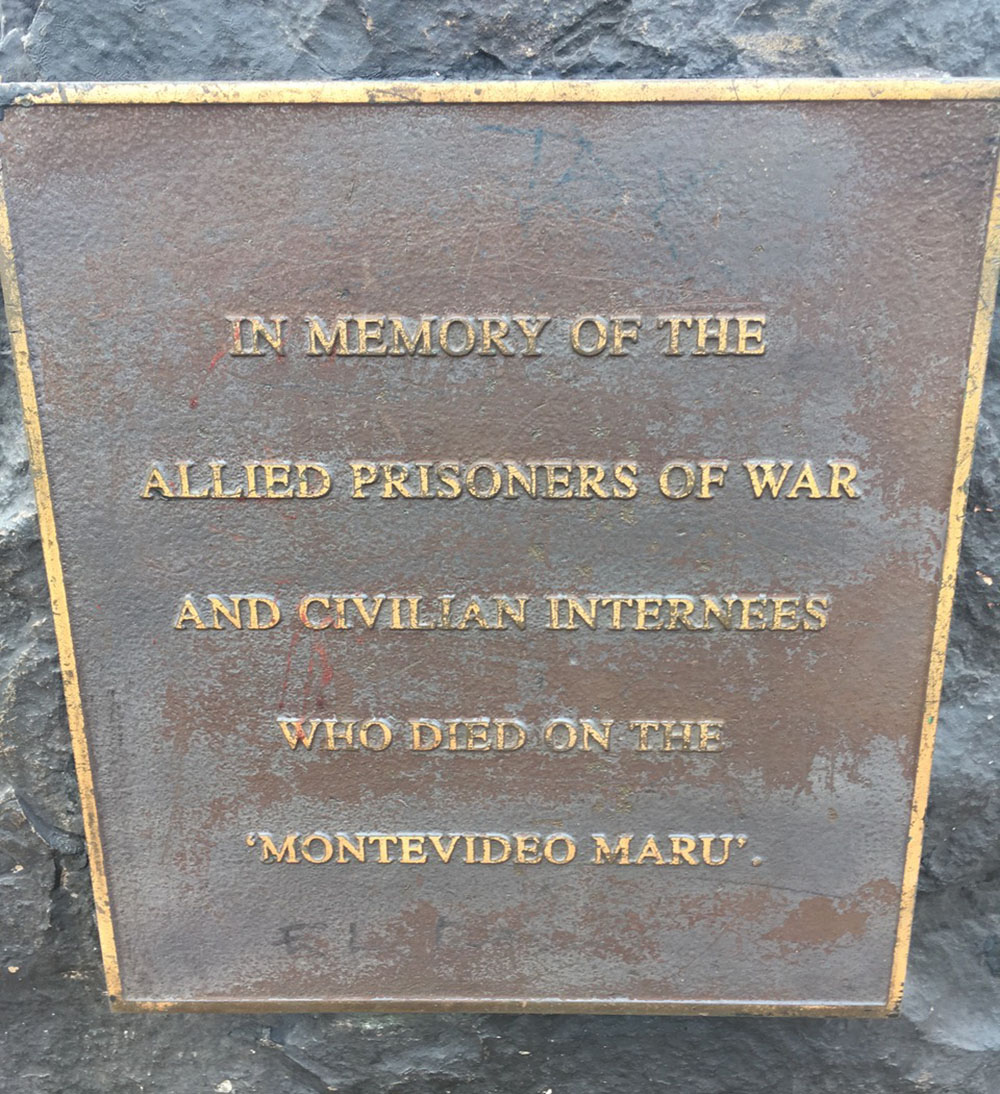 IN MEMORY OF THE
ALLIED PRISONERS OF WAR
AND CIVILIAN INTERNEES
WHO DIED ON THE
‘MONTEVIDEO MARU’.